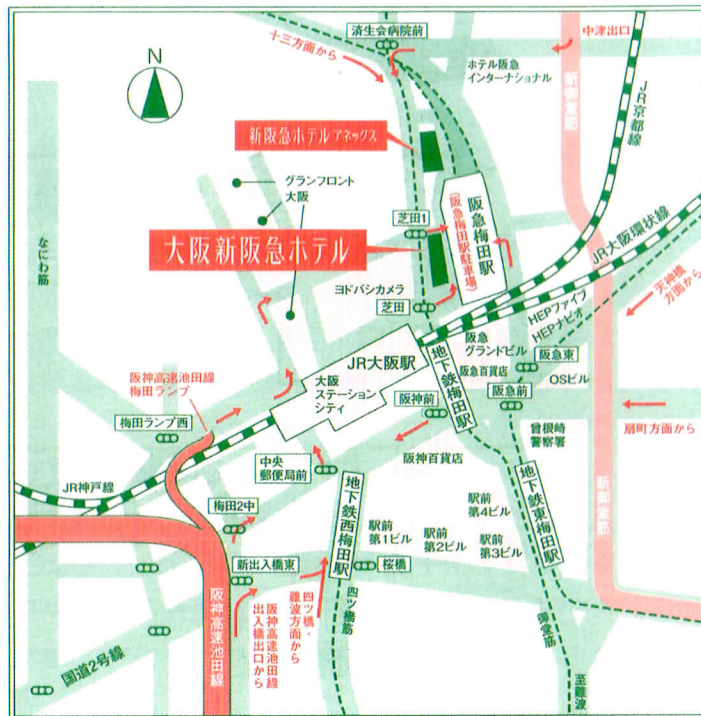 済生会病院前
中津出口
十三方面から
ホテル阪急
インターナショナル
新御堂筋
JR京都線
N
新阪急ホテル アネックス
グランフロント
大阪
芝田1
阪急梅田駅
(阪急梅田駅駐車場)
JR大阪環状線
大阪新阪急ホテル
なにわ筋
ヨドバシカメラ
芝田
天神橋
方面から
HEPファイブ
HEPナビオ
JR大阪駅
阪急
グランドビル
阪急東
阪神高速池田線
梅田ランプ
大阪
ステーション
シティ
地下鉄梅田駅
阪急百貨店
OSビル
阪神前
阪急前
梅田ランプ西
曾根崎
警察署
扇町方面から
阪神百貨店
中央
郵便局前
JR神戸線
地下鉄西梅田駅
地下鉄東梅田駅
新御堂筋
梅田2中
駅前
第1ビル
駅前
第2ビル
駅前
第4ビル
駅前
第3ビル
新出入橋東
桜橋
阪神高速池田線
四ツ橋・
難波方面から
阪神高速池田線
出入橋出口から
四ツ橋筋
御堂筋
国道2号線
至難波